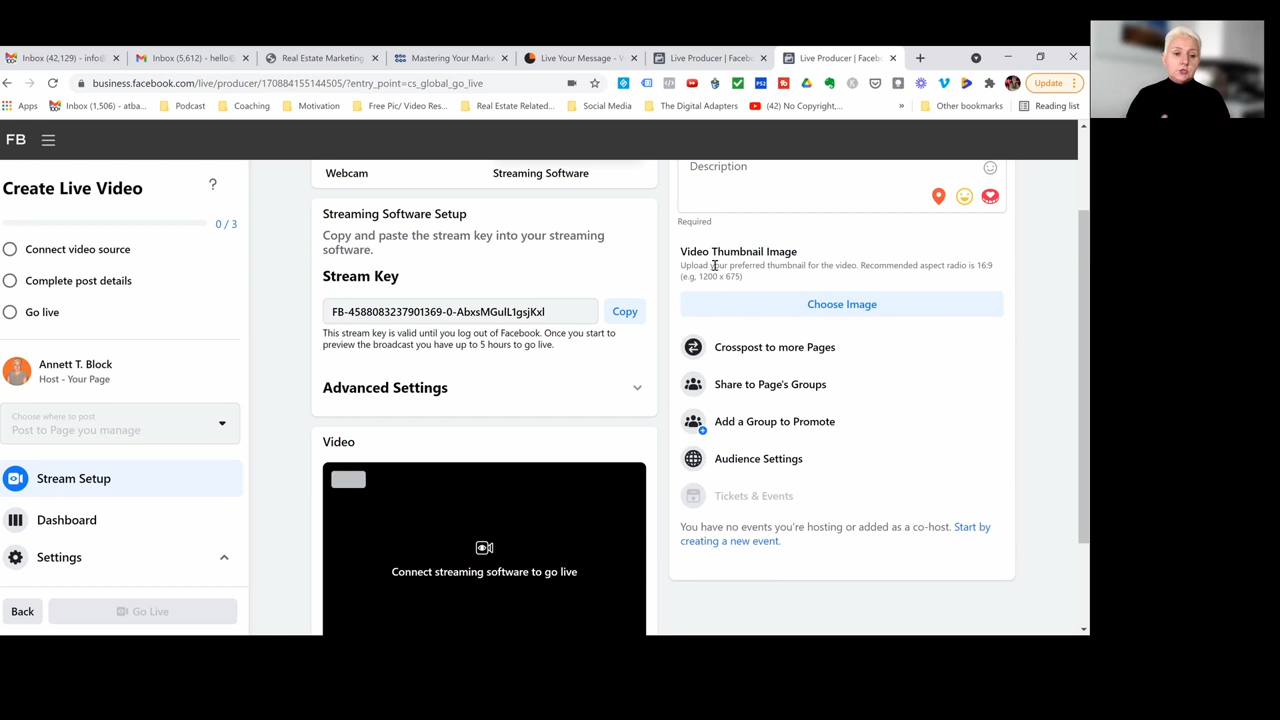 Inbox (42,129) - info@
Inbox (5,612) - hello@
Real Estate Marketing
Mastering Your Marke
Live Your Message - V
Live Producer | Facebo
Live Producer | Faceb
business.facebook.com/live/producer/170884155144505/?entry_point=cs_global_go_live
Update
Apps
Inbox (1,506) - atba...
Podcast
Coaching
Motivation
Free Pic/ Video Res...
Real Estate Related...
Social Media
The Digital Adapters
(42) No Copyright,...
»
Other bookmarks
Reading list
FB
Create Live Video
?
0 / 3
Connect video source
Complete post details
Go live
Annett T. Block
Host - Your Page
Choose where to post
Post to Page you manage
Stream Setup
Dashboard
Settings
Back
Go Live
Webcam
Streaming Software
Streaming Software Setup
Copy and paste the stream key into your streaming
software.
Stream Key
FB-4588083237901369-0-AbxsMGulL1gsjKxl
Copy
This stream key is valid until you log out of Facebook. Once you start to
preview the broadcast you have up to 5 hours to go live.
Advanced Settings
Video
Connect streaming software to go live
Description
Required
Video Thumbnail Image
Upload your preferred thumbnail for the video. Recommended aspect radio is 16:9
(e.g, 1200 x 675)
Choose Image
Crosspost to more Pages
Share to Page's Groups
Add a Group to Promote
Audience Settings
Tickets & Events
You have no events you're hosting or added as a co-host. Start by
creating a new event.